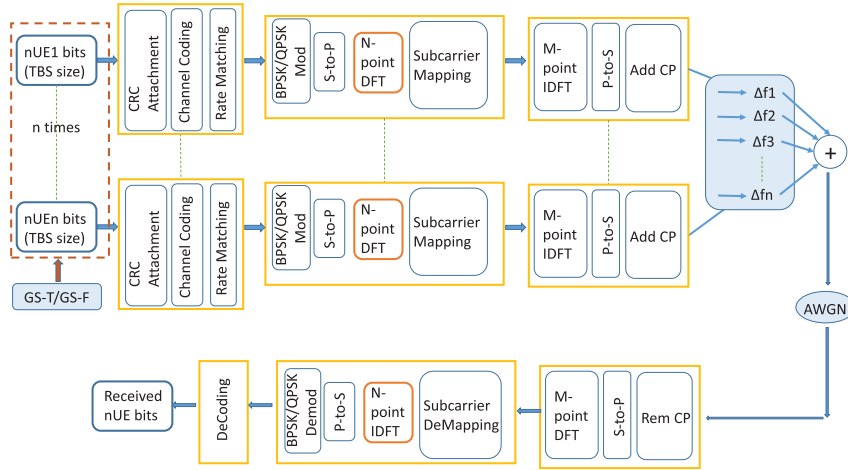 nUE1 bits
(TBS size)
n times
nUEn bits
(TBS size)
GS-T/GS-F
CRC
Attachment
Channel Coding
Rate Matching
BPSK/QPSK
Mod
S-to-P
N-
point
DFT
Subcarrier
Mapping
M-
point
IDFT
P-to-S
Add CP
CRC
Attachment
Channel Coding
Rate Matching
BPSK/QPSK
Mod
S-to-P
N-
point
DFT
Subcarrier
Mapping
M-
point
IDFT
P-to-S
Add CP
Δf1
Δf2
Δf3
Δfn
+
AWGN
Received
nUE bits
DeCoding
BPSK/QPSK
Demod
P-to-S
N-
point
IDFT
Subcarrier
DeMapping
M-
point
DFT
S-to-P
Rem CP